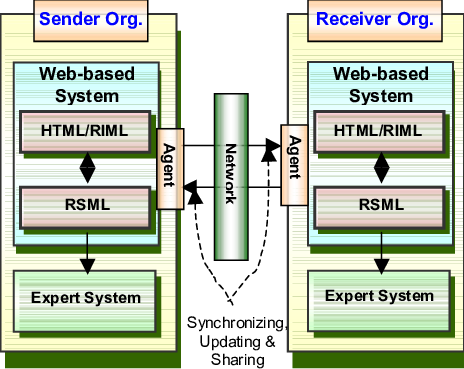 Sender Org.
Receiver Org.
Web-based
System
HTML/RIML
RSML
Expert System
Agent
Network
Agent
Web-based
System
HTML/RIML
RSML
Expert System
Synchronizing,
Updating &
Sharing